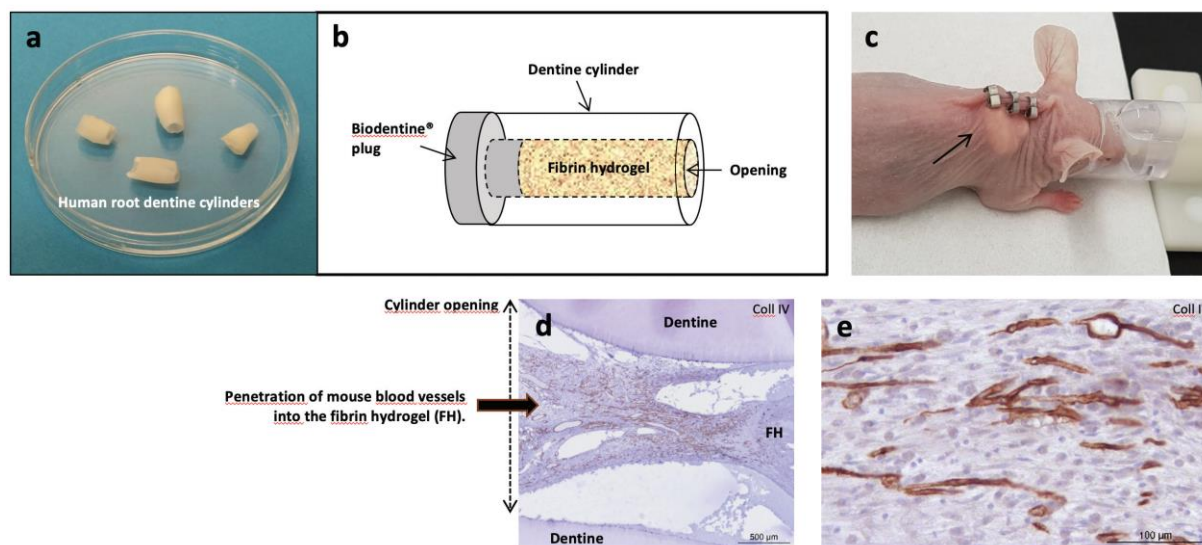 a
Human root dentine cylinders
b
Dentine cylinder
Biodentine®
plug
Fibrin hydrogel
Opening
c
Cylinder opening
Penetration of mouse blood vessels
into the fibrin hydrogel (FH).
d
Dentine
Coll IV
FH
Dentine
500 µm
e
Coll I
100 µm